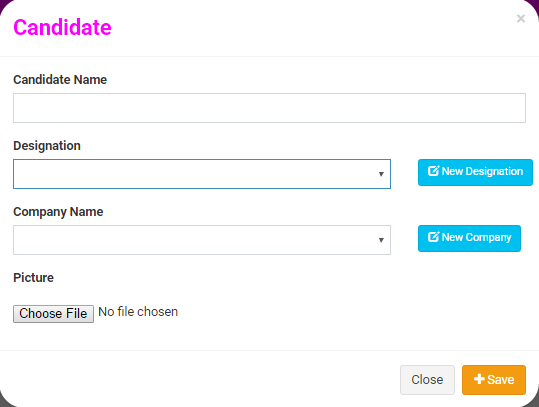 Candidate
×
Candidate Name
Designation
New Designation
Company Name
New Company
Picture
Choose File No file chosen
Close
Save